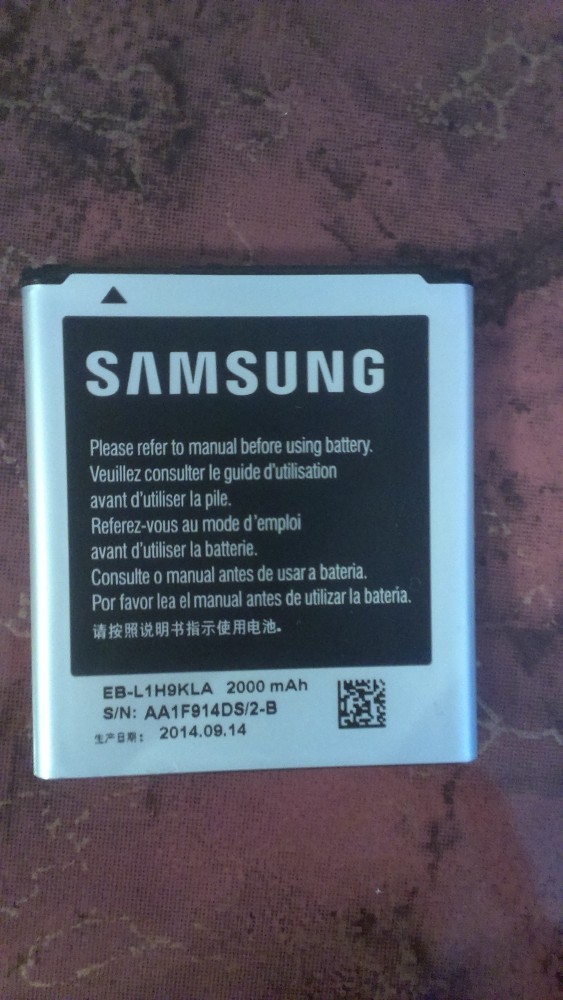 SAMSUNG
Please refer to manual before using battery.
Veuillez consulter le guide d'utilisation
avant d'utiliser la pile.
Referez-vous au mode d'emploi
avant d'utiliser la batterie.
Consulte o manual antes de usar a bateria.
Por favor lea el manual antes de utilizar la bateria.
请按照说明书指示使用电池。
EB-L1H9KLA 2000 mAh
S/N: AA1F914DS/2-B
生产日期： 2014.09.14